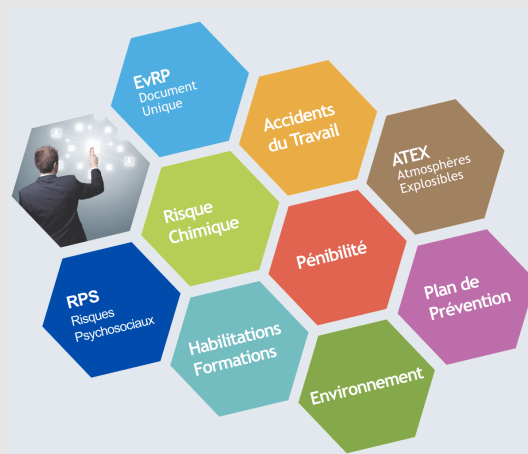 EvRP
Document
Unique
Accidents
du Travail
ATEX
Atmosphères
Explosibles
Risque
Chimique
Pénibilité
Plan de
Prévention
RPS
Risques
Psychosociaux
Habilitations
Formations
Environnement